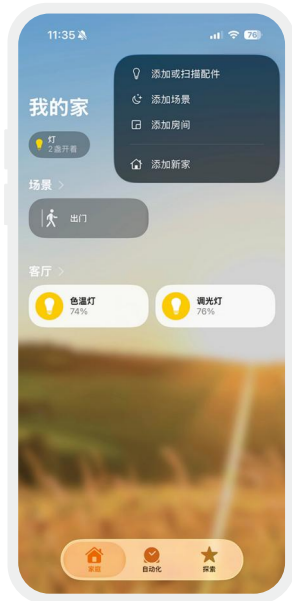 11:35
76
添加或扫描配件
添加场景
添加房间
添加新家
我的家
灯
2盏开着
场景
出门
客厅
色温灯
74%
调光灯
76%
家庭
自动化
探索